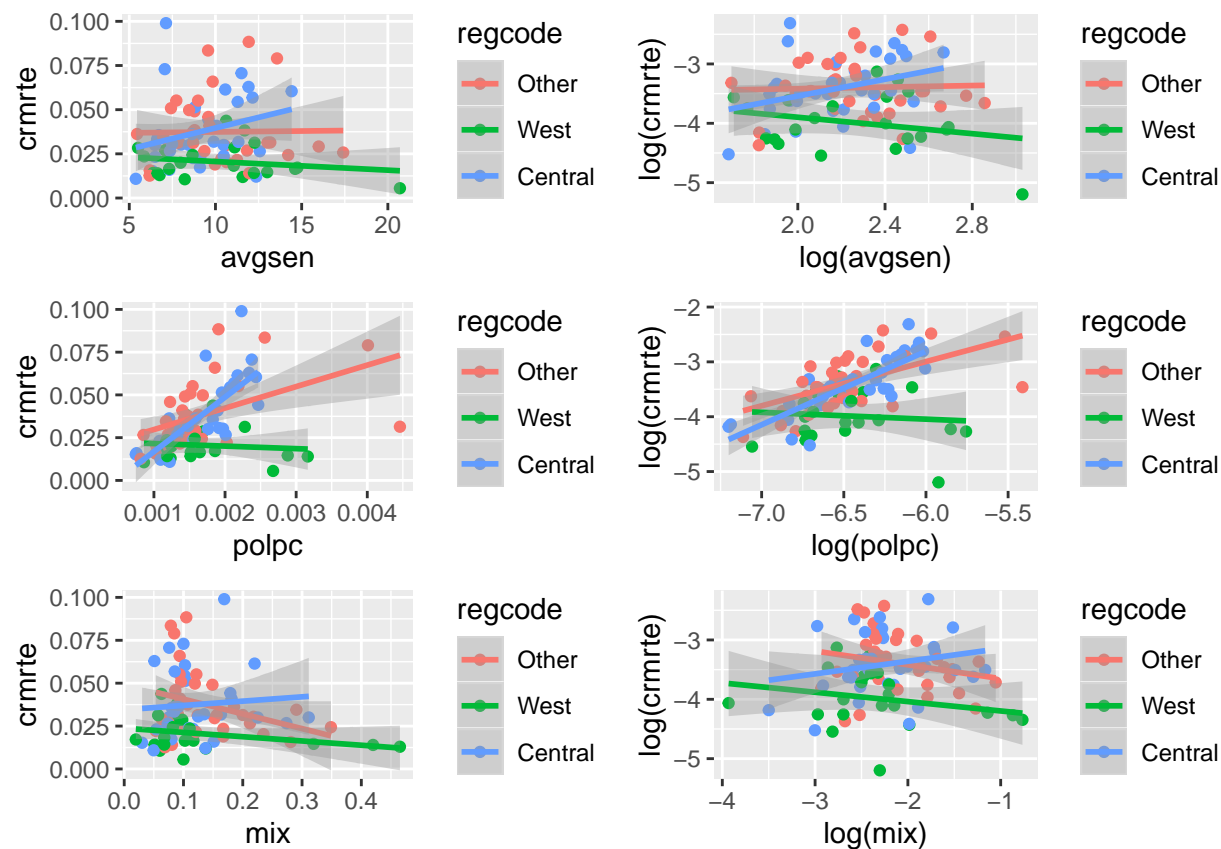 crmrte
0.100
0.075
0.050
0.025
0.000
5 10 15 20
avgsen
regcode
Other
West
Central
log(crmrte)
−3
−4
−5
2.0 2.4 2.8
log(avgsen)
regcode
Other
West
Central
crmrte
0.100
0.075
0.050
0.025
0.000
0.001 0.002 0.003 0.004
polpc
regcode
Other
West
Central
log(crmrte)
−2
−3
−4
−5
−7.0 −6.5 −6.0 −5.5
log(polpc)
regcode
Other
West
Central
crmrte
0.100
0.075
0.050
0.025
0.000
0.0 0.1 0.2 0.3 0.4
mix
regcode
Other
West
Central
log(crmrte)
−3
−4
−5
−4 −3 −2 −1
log(mix)
regcode
Other
West
Central